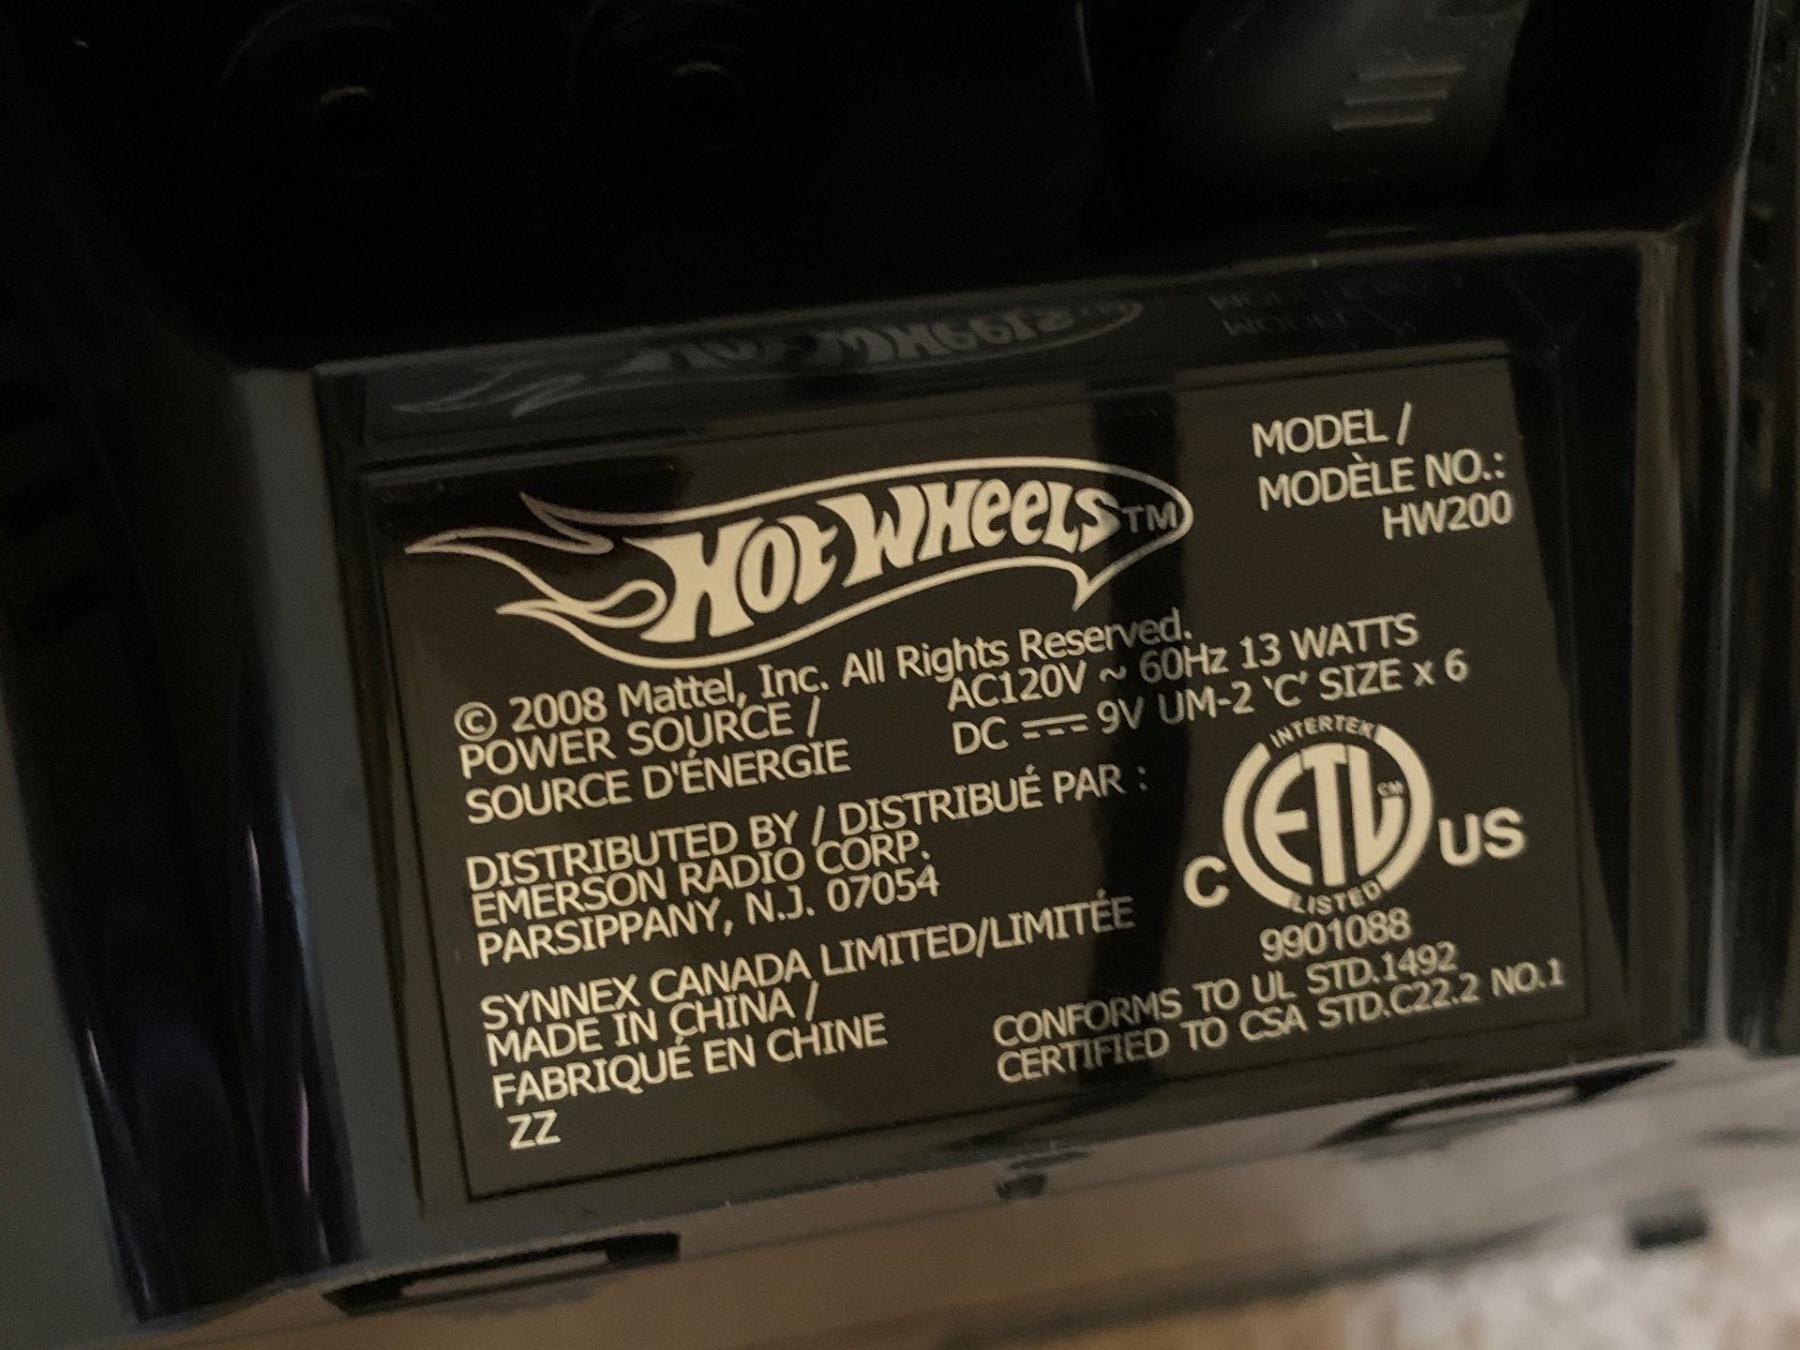 HOT WHEELS™
MODEL /
MODÈLE NO.:
HW200
© 2008 Mattel, Inc. All Rights Reserved.
POWER SOURCE /
SOURCE D'ÉNERGIE
AC120V ~ 60Hz 13 WATTS
DC 9V UM-2 'C' SIZE x 6
DISTRIBUTED BY / DISTRIBUÉ PAR :
EMERSON RADIO CORP.
PARSIPPANY, N.J. 07054
SYNNEX CANADA LIMITED/LIMITÉE
MADE IN CHINA /
FABRIQUÉ EN CHINE
ZZ
INTERTEK
C ETL CM US
LISTED
9901088
CONFORMS TO UL STD.1492
CERTIFIED TO CSA STD.C22.2 NO.1